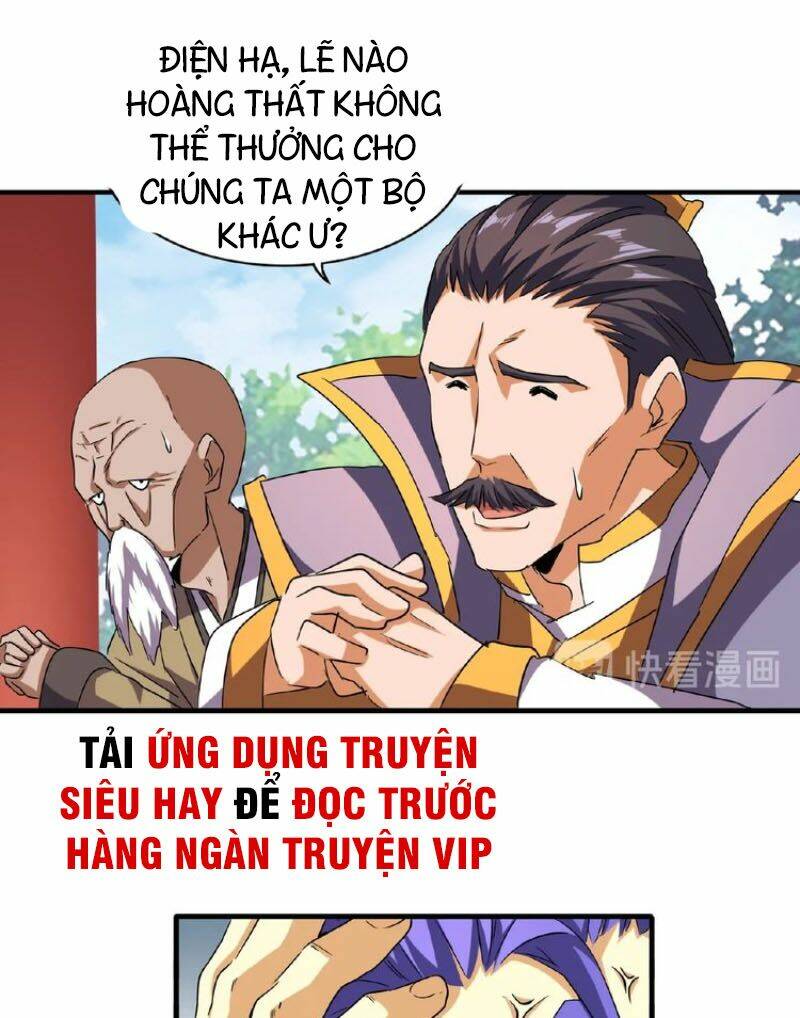 ĐIỆN HẠ, LẼ NÀO
HOÀNG THẤT KHÔNG
THỂ THƯỞNG CHO
CHÚNG TA MỘT BỘ
KHÁC Ư?
快看漫画
TẢI ỨNG DỤNG TRUYỆN
SIÊU HAY ĐỂ ĐỌC TRƯỚC
HÀNG NGÀN TRUYỆN VIP